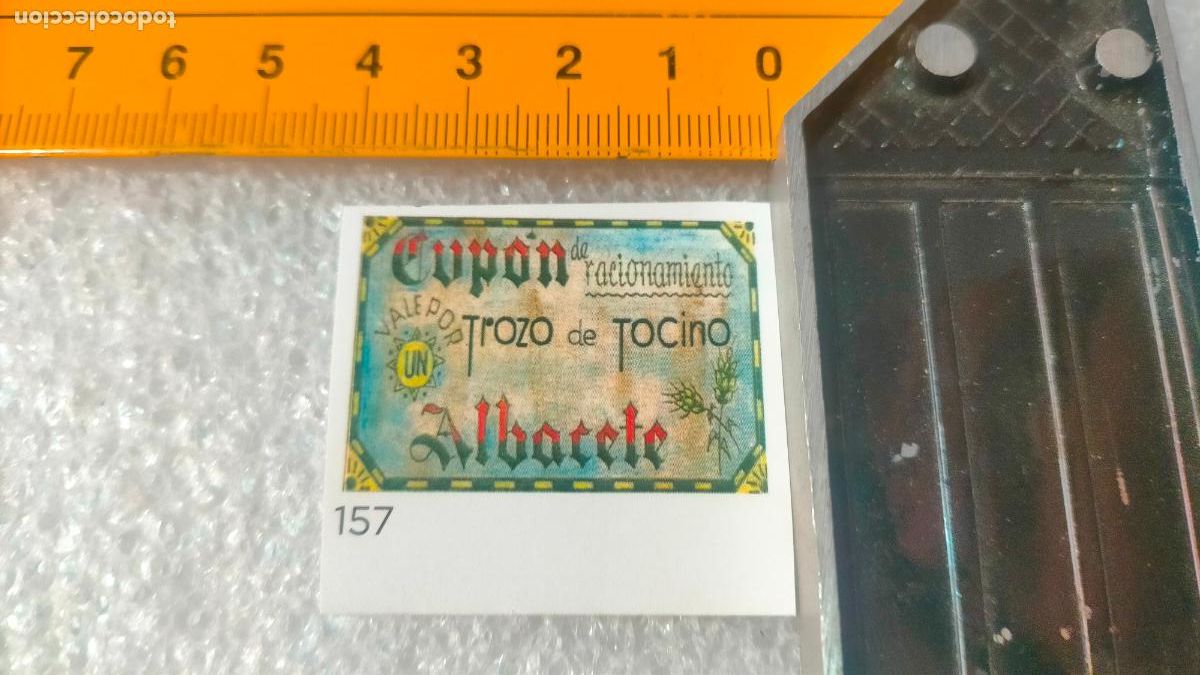 todocoleccion
7 6 5 4 3 2 1 0
Cupón de racionamiento
VALE POR
UN
Trozo de Tocino
Albacete
157